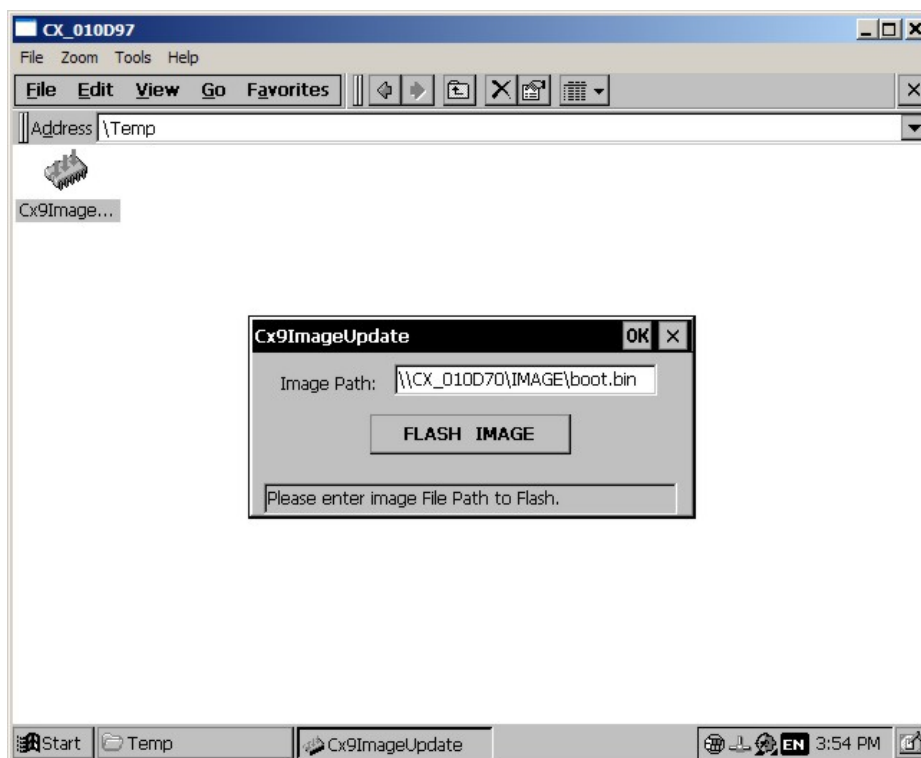 CX_010D97
File Zoom Tools Help
File Edit View Go Favorites
Address \Temp
Cx9Image...
Cx9ImageUpdate OK
Image Path: \\CX_010D70\IMAGE\boot.bin
FLASH IMAGE
Please enter image File Path to Flash.
Start Temp Cx9ImageUpdate EN 3:54 PM